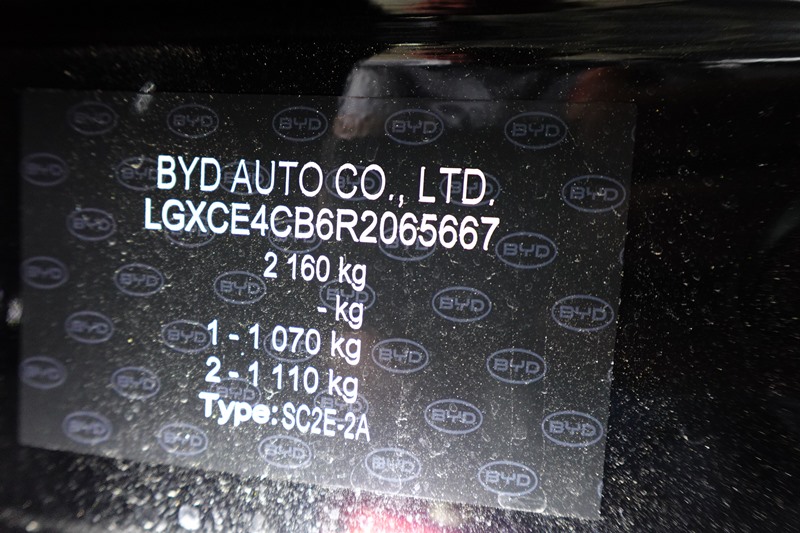 BYD AUTO CO., LTD.
LGXCE4CB6R2065667
2 160 kg
- kg
1 - 1 070 kg
2 - 1 110 kg
Type: SC2E-2A